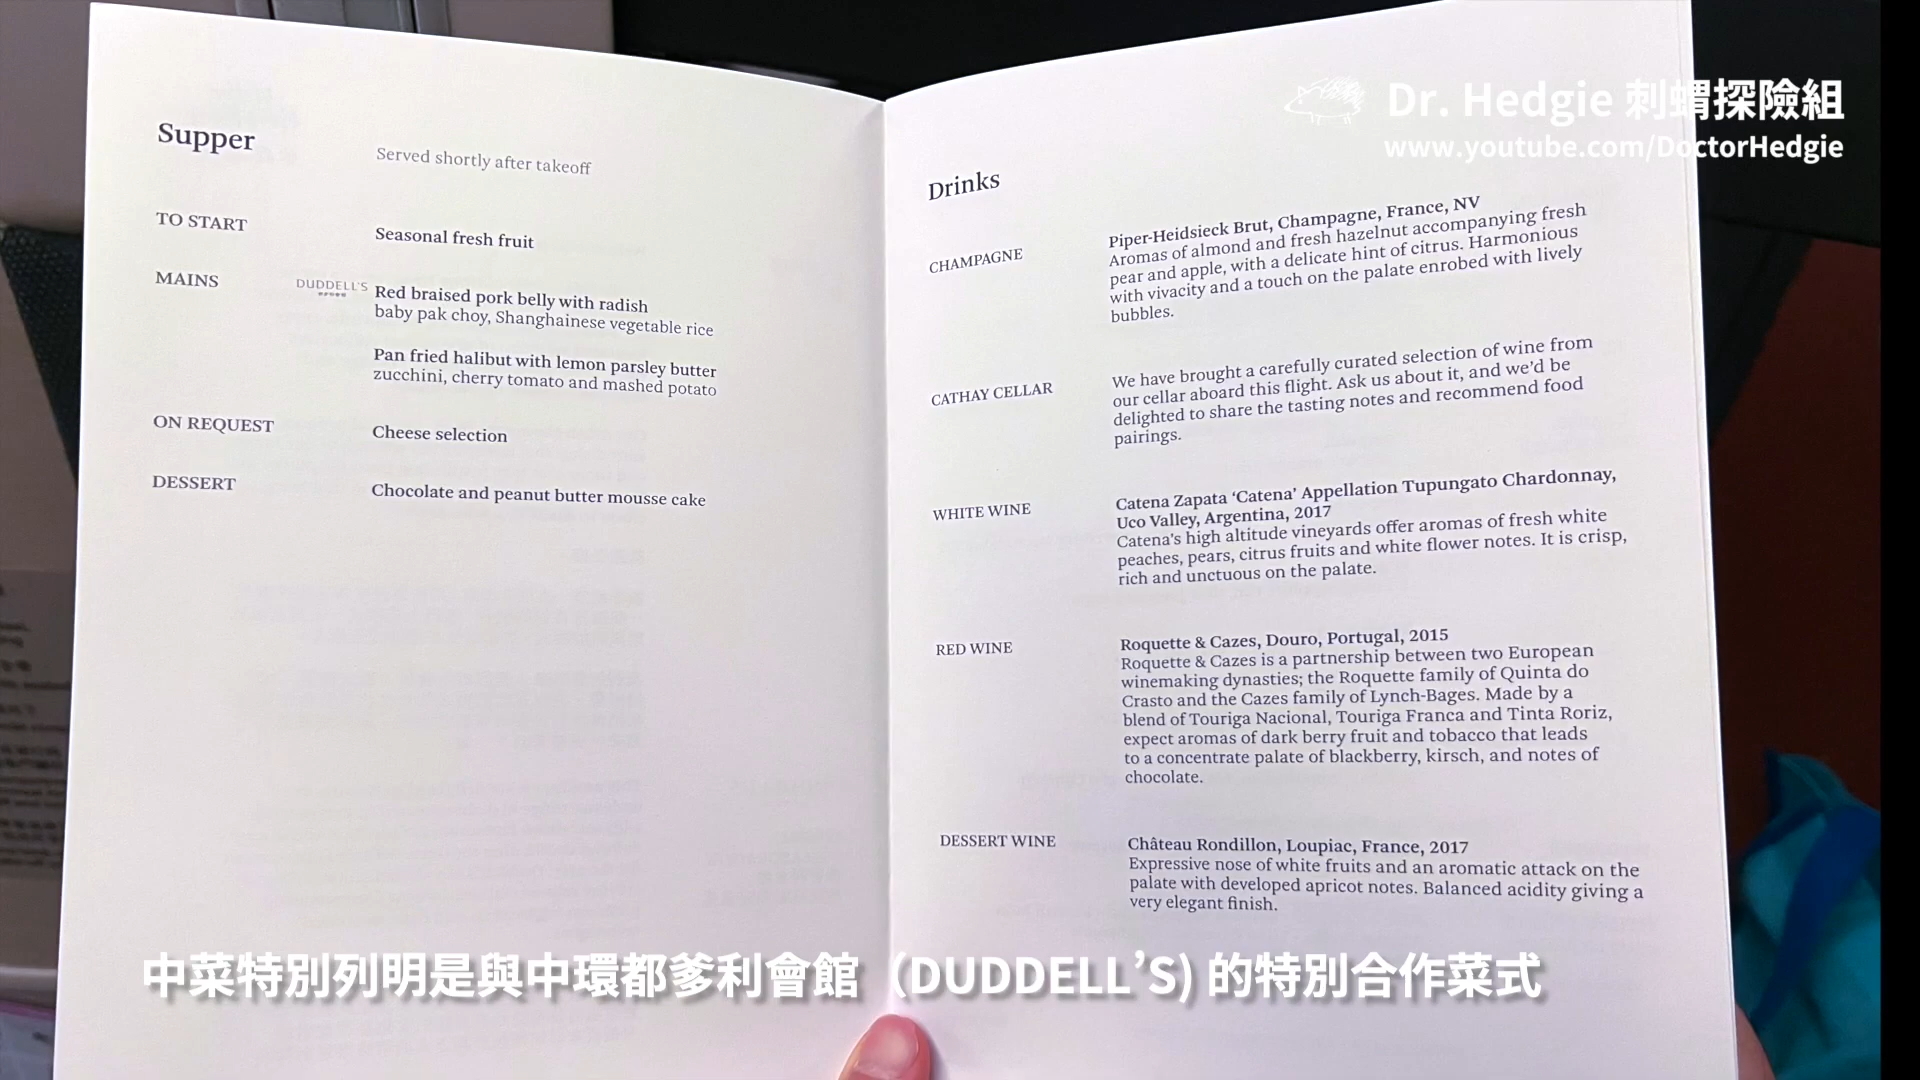 Dr. Hedgie 刺蝟探險組
www.youtube.com/DoctorHedgie
Supper
Served shortly after takeoff
TO START
Seasonal fresh fruit
MAINS
DUDDELL'S
Red braised pork belly with radish
baby pak choy, Shanghainese vegetable rice
Pan fried halibut with lemon parsley butter
zucchini, cherry tomato and mashed potato
ON REQUEST
Cheese selection
DESSERT
Chocolate and peanut butter mousse cake
Drinks
CHAMPAGNE
Piper-Heidsieck Brut, Champagne, France, NV
Aromas of almond and fresh hazelnut accompanying fresh
pear and apple, with a delicate hint of citrus. Harmonious
with vivacity and a touch on the palate enrobed with lively
bubbles.
CATHAY CELLAR
We have brought a carefully curated selection of wine from
our cellar aboard this flight. Ask us about it, and we'd be
delighted to share the tasting notes and recommend food
pairings.
WHITE WINE
Catena Zapata ‘Catena’ Appellation Tupungato Chardonnay,
Uco Valley, Argentina, 2017
Catena's high altitude vineyards offer aromas of fresh white
peaches, pears, citrus fruits and white flower notes. It is crisp,
rich and unctuous on the palate.
RED WINE
Roquette & Cazes, Douro, Portugal, 2015
Roquette & Cazes is a partnership between two European
winemaking dynasties; the Roquette family of Quinta do
Crasto and the Cazes family of Lynch-Bages. Made by a
blend of Touriga Nacional, Touriga Franca and Tinta Roriz,
expect aromas of dark berry fruit and tobacco that leads
to a concentrate palate of blackberry, kirsch, and notes of
chocolate.
DESSERT WINE
Château Rondillon, Loupiac, France, 2017
Expressive nose of white fruits and an aromatic attack on the
palate with developed apricot notes. Balanced acidity giving a
very elegant finish.
中菜特別列明是與中環都爹利會館（DUDDELL’S) 的特別合作菜式